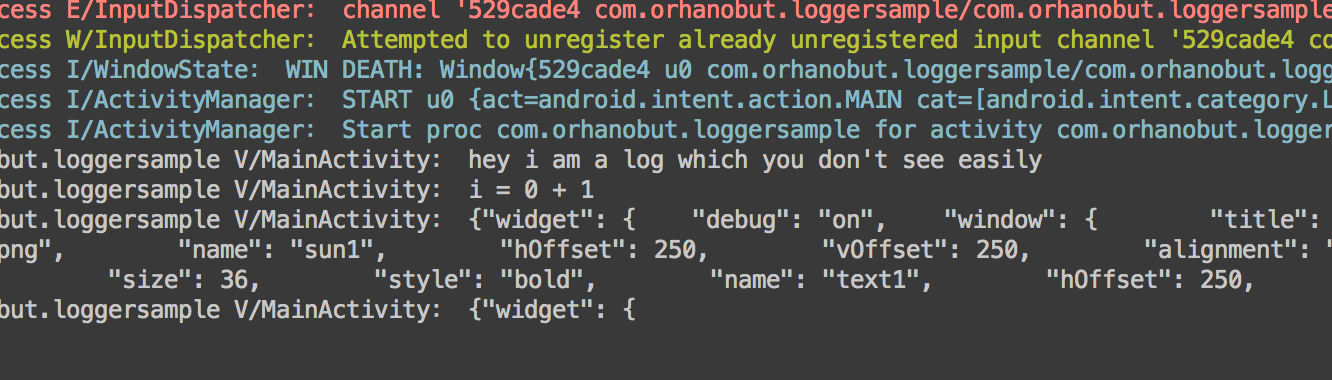 cess E/InputDispatcher: channel '529cade4 com.orhanobut.loggersample/com.orhanobut.loggersample
cess W/InputDispatcher: Attempted to unregister already unregistered input channel '529cade4 co
cess I/WindowState: WIN DEATH: Window{529cade4 u0 com.orhanobut.loggersample/com.orhanobut.logg
cess I/ActivityManager: START u0 {act=android.intent.action.MAIN cat=[android.intent.category.L
cess I/ActivityManager: Start proc com.orhanobut.loggersample for activity com.orhanobut.logger
but.loggersample V/MainActivity: hey i am a log which you don't see easily
but.loggersample V/MainActivity: i = 0 + 1
but.loggersample V/MainActivity: {"widget": {    "debug": "on",    "window": {        "title":
png",        "name": "sun1",        "hOffset": 250,        "vOffset": 250,        "alignment": "
"size": 36,        "style": "bold",        "name": "text1",        "hOffset": 250,
but.loggersample V/MainActivity: {"widget": {